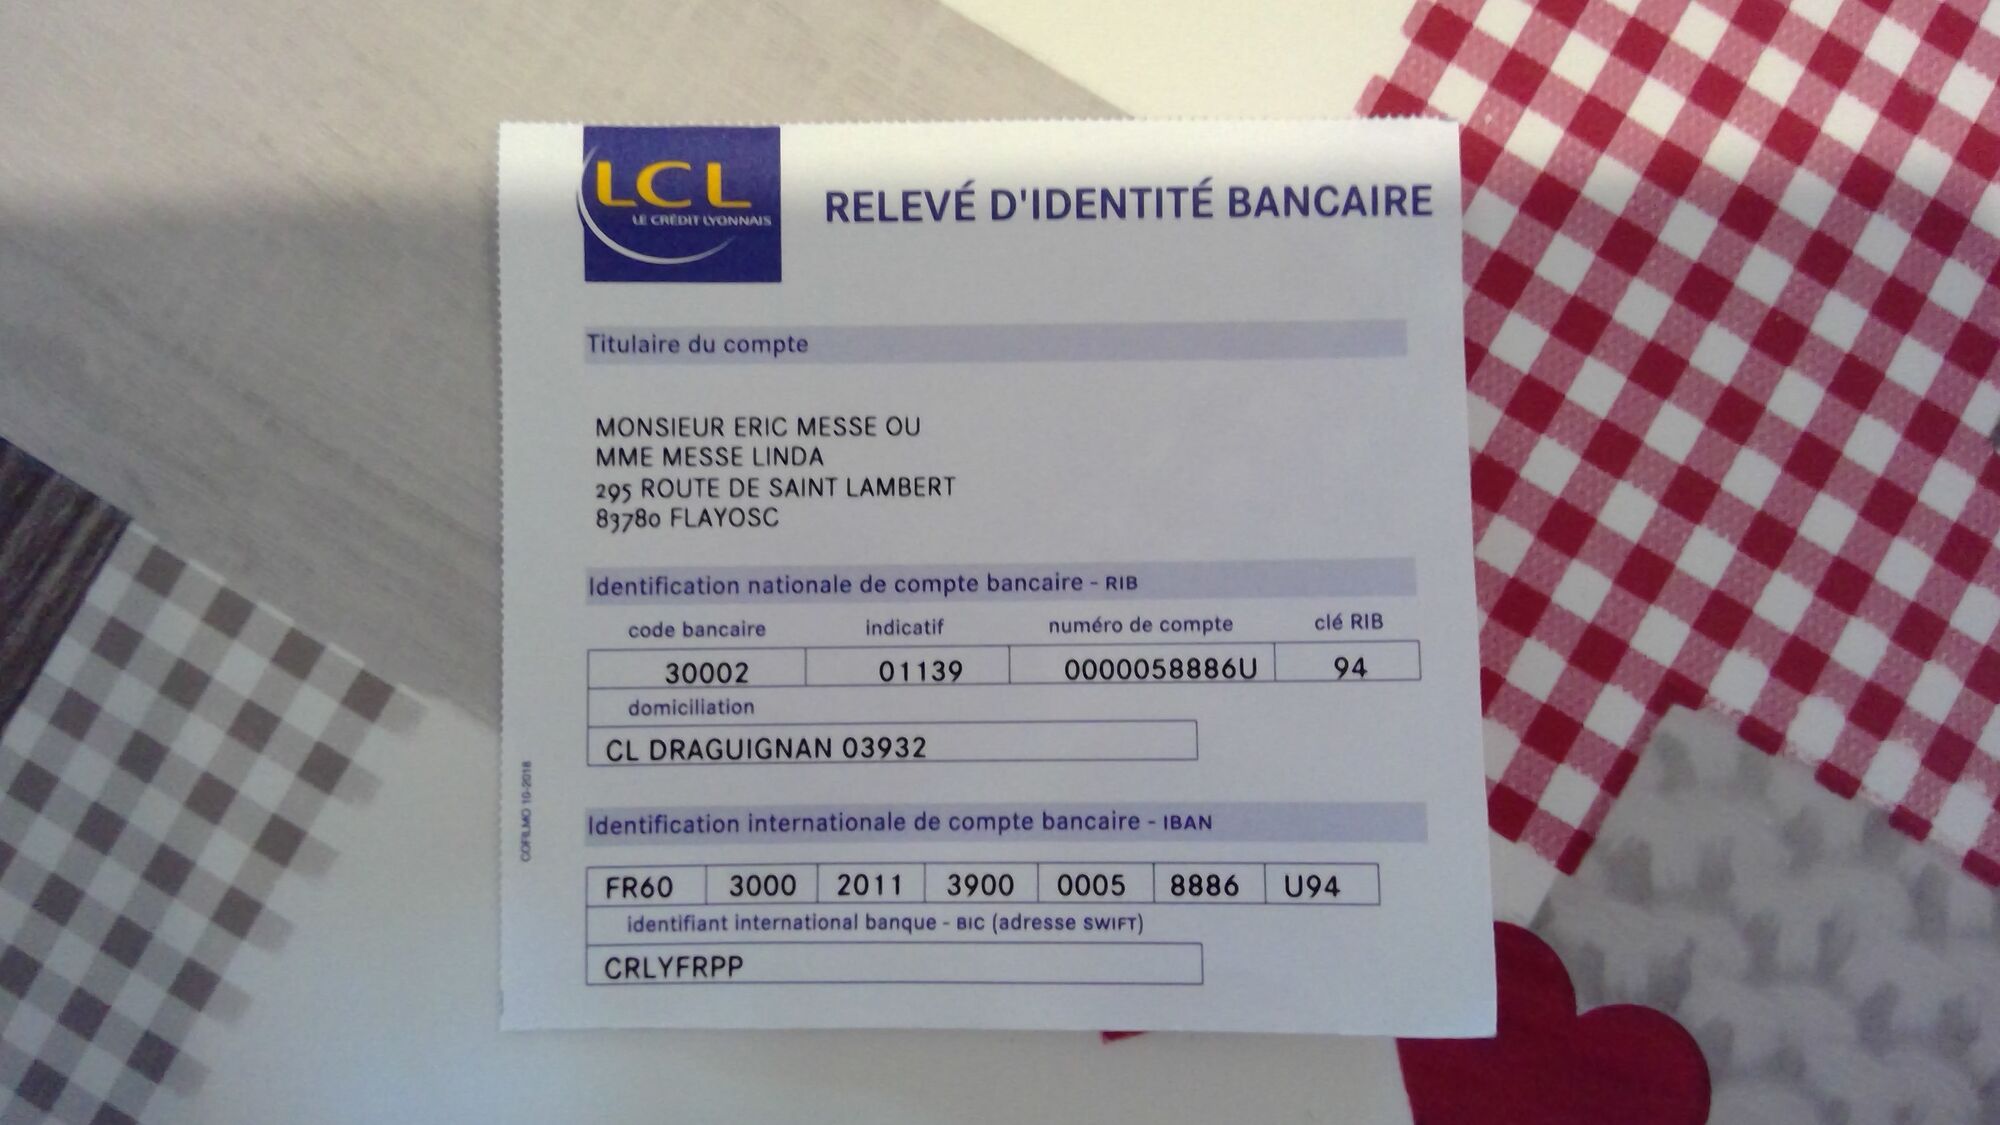 LCL
LE CRÉDIT LYONNAIS
RELEVÉ D'IDENTITÉ BANCAIRE
Titulaire du compte
MONSIEUR ERIC MESSE OU
MME MESSE LINDA
295 ROUTE DE SAINT LAMBERT
83780 FLAYOSC
Identification nationale de compte bancaire - RIB
code bancaire indicatif numéro de compte clé RIB
30002 01139 0000058886U 94
domiciliation
CL DRAGUIGNAN 03932
Identification internationale de compte bancaire - IBAN
FR60 3000 2011 3900 0005 8886 U94
identifiant international banque - BIC (adresse SWIFT)
CRLYFRPP
COFILMO 10-2018